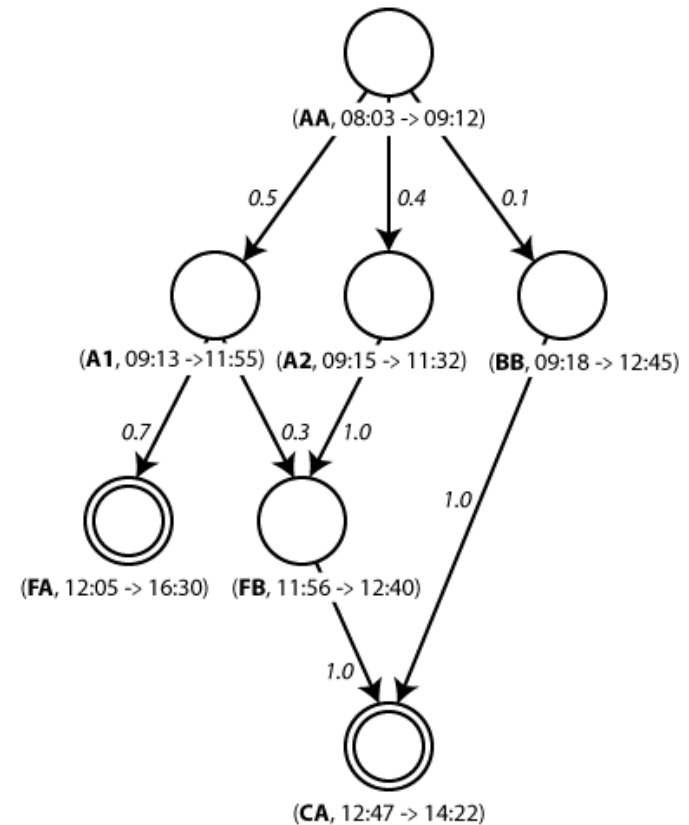 (AA, 08:03 -> 09:12)
0.5
0.4
0.1
(A1, 09:13 ->11:55)
(A2, 09:15 -> 11:32)
(BB, 09:18 -> 12:45)
0.7
0.3
1.0
1.0
(FA, 12:05 -> 16:30)
(FB, 11:56 -> 12:40)
1.0
(CA, 12:47 -> 14:22)